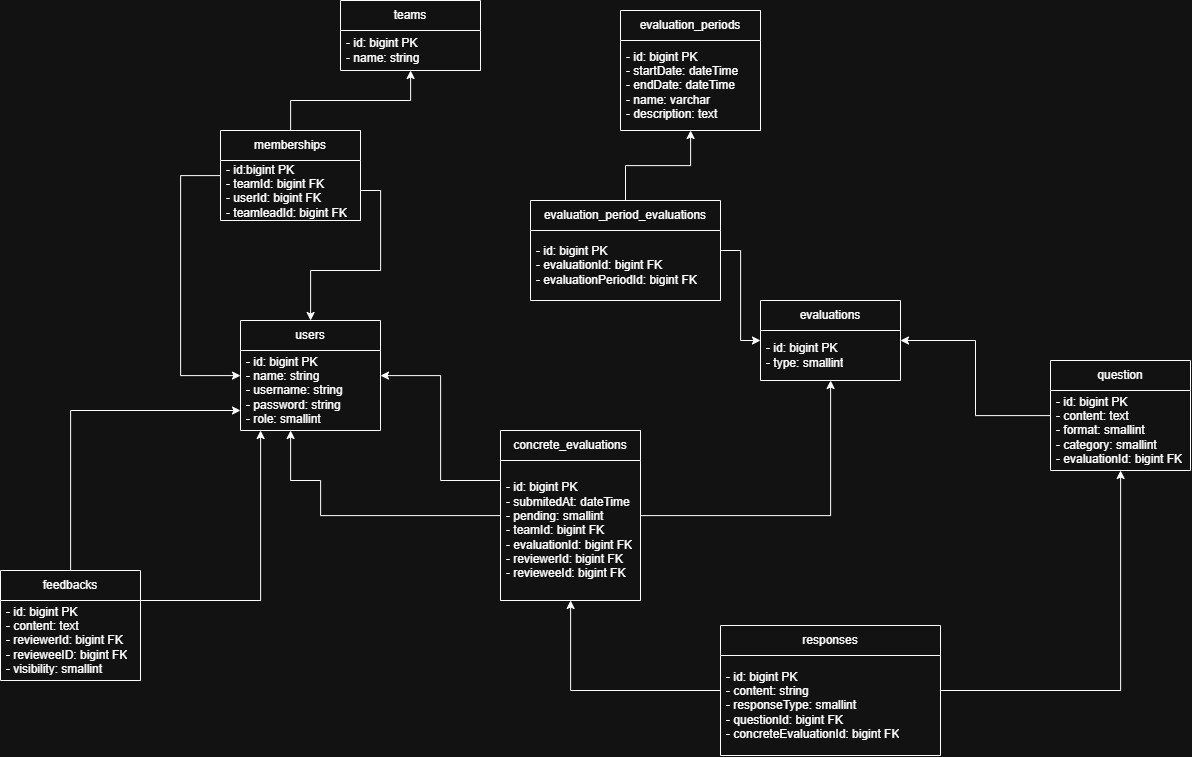 teams
- id: bigint PK
- name: string
evaluation_periods
- id: bigint PK
- startDate: dateTime
- endDate: dateTime
- name: varchar
- description: text
memberships
- id:bigint PK
- teamId: bigint FK
- userId: bigint FK
- teamleadId: bigint FK
evaluation_period_evaluations
- id: bigint PK
- evaluationId: bigint FK
- evaluationPeriodId: bigint FK
evaluations
- id: bigint PK
- type: smallint
users
- id: bigint PK
- name: string
- username: string
- password: string
- role: smallint
question
- id: bigint PK
- content: text
- format: smallint
- category: smallint
- evaluationId: bigint FK
concrete_evaluations
- id: bigint PK
- submitedAt: dateTime
- pending: smallint
- teamId: bigint FK
- evaluationId: bigint FK
- reviewerId: bigint FK
- revieweeId: bigint FK
feedbacks
- id: bigint PK
- content: text
- reviewerId: bigint FK
- revieweeID: bigint FK
- visibility: smallint
responses
- id: bigint PK
- content: string
- responseType: smallint
- questionId: bigint FK
- concreteEvaluationId: bigint FK